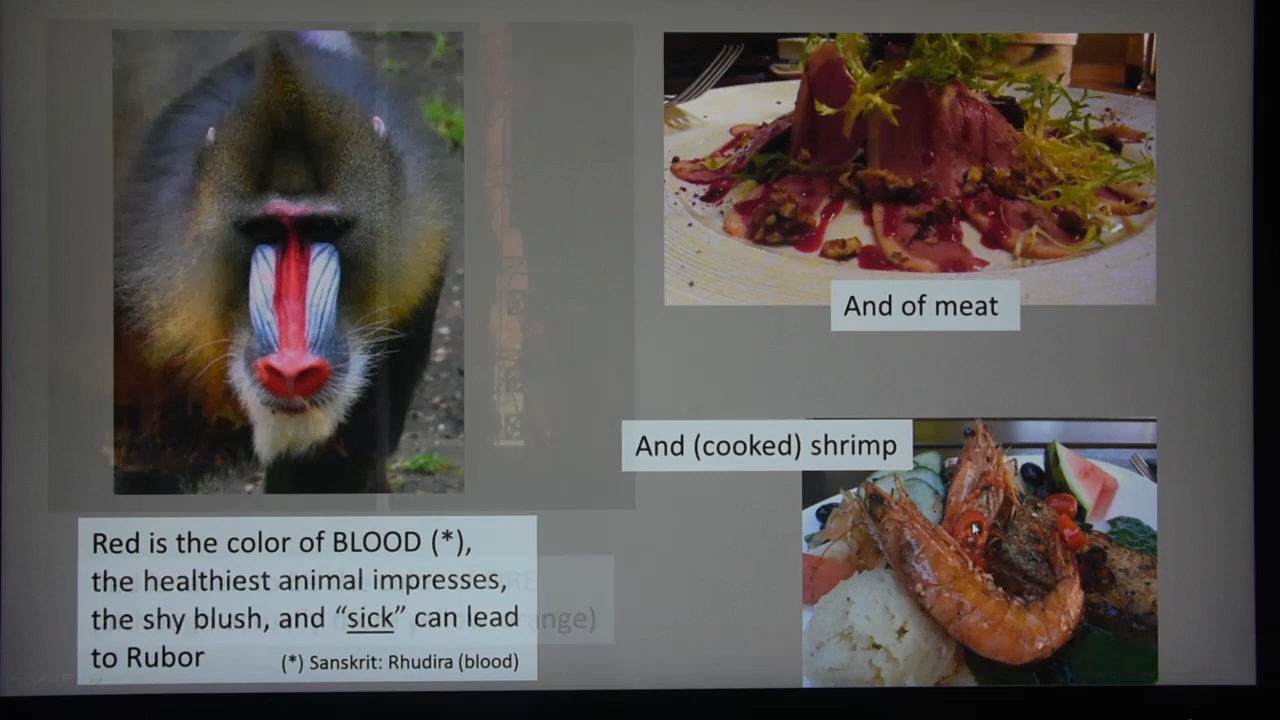 Red is the color of BLOOD (*),
the healthiest animal impresses,
the shy blush, and “sick” can lead
to Rubor
(*) Sanskrit: Rhudira (blood)
And of meat
And (cooked) shrimp